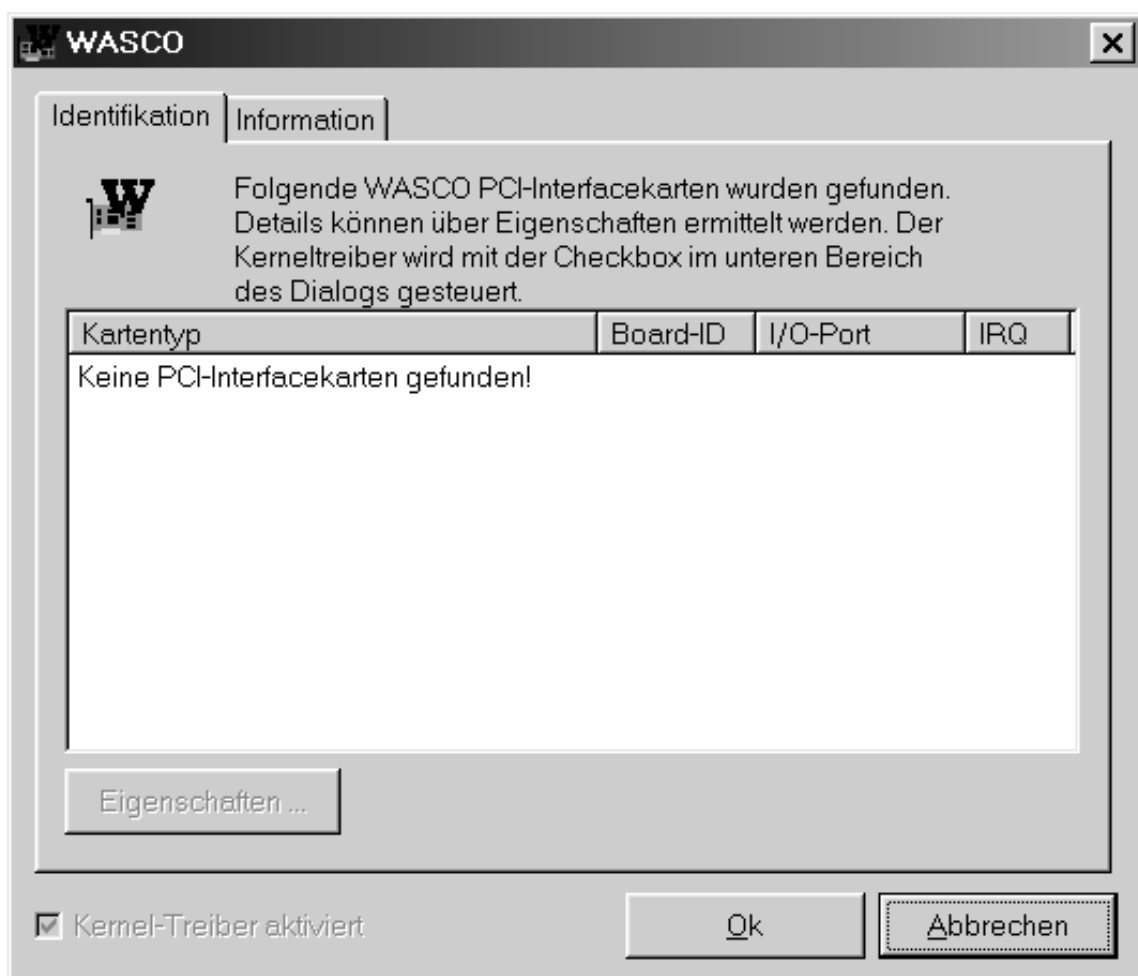 WASCO
Identifikation
Information
W
Folgende WASCO PCI-Interfacekarten wurden gefunden.
Details können über Eigenschaften ermittelt werden. Der
Kerneltreiber wird mit der Checkbox im unteren Bereich
des Dialogs gesteuert.
Kartentyp Board-ID I/O-Port IRQ
Keine PCI-Interfacekarten gefunden!
Eigenschaften ...
Kernel-Treiber aktiviert
Ok
Abbrechen